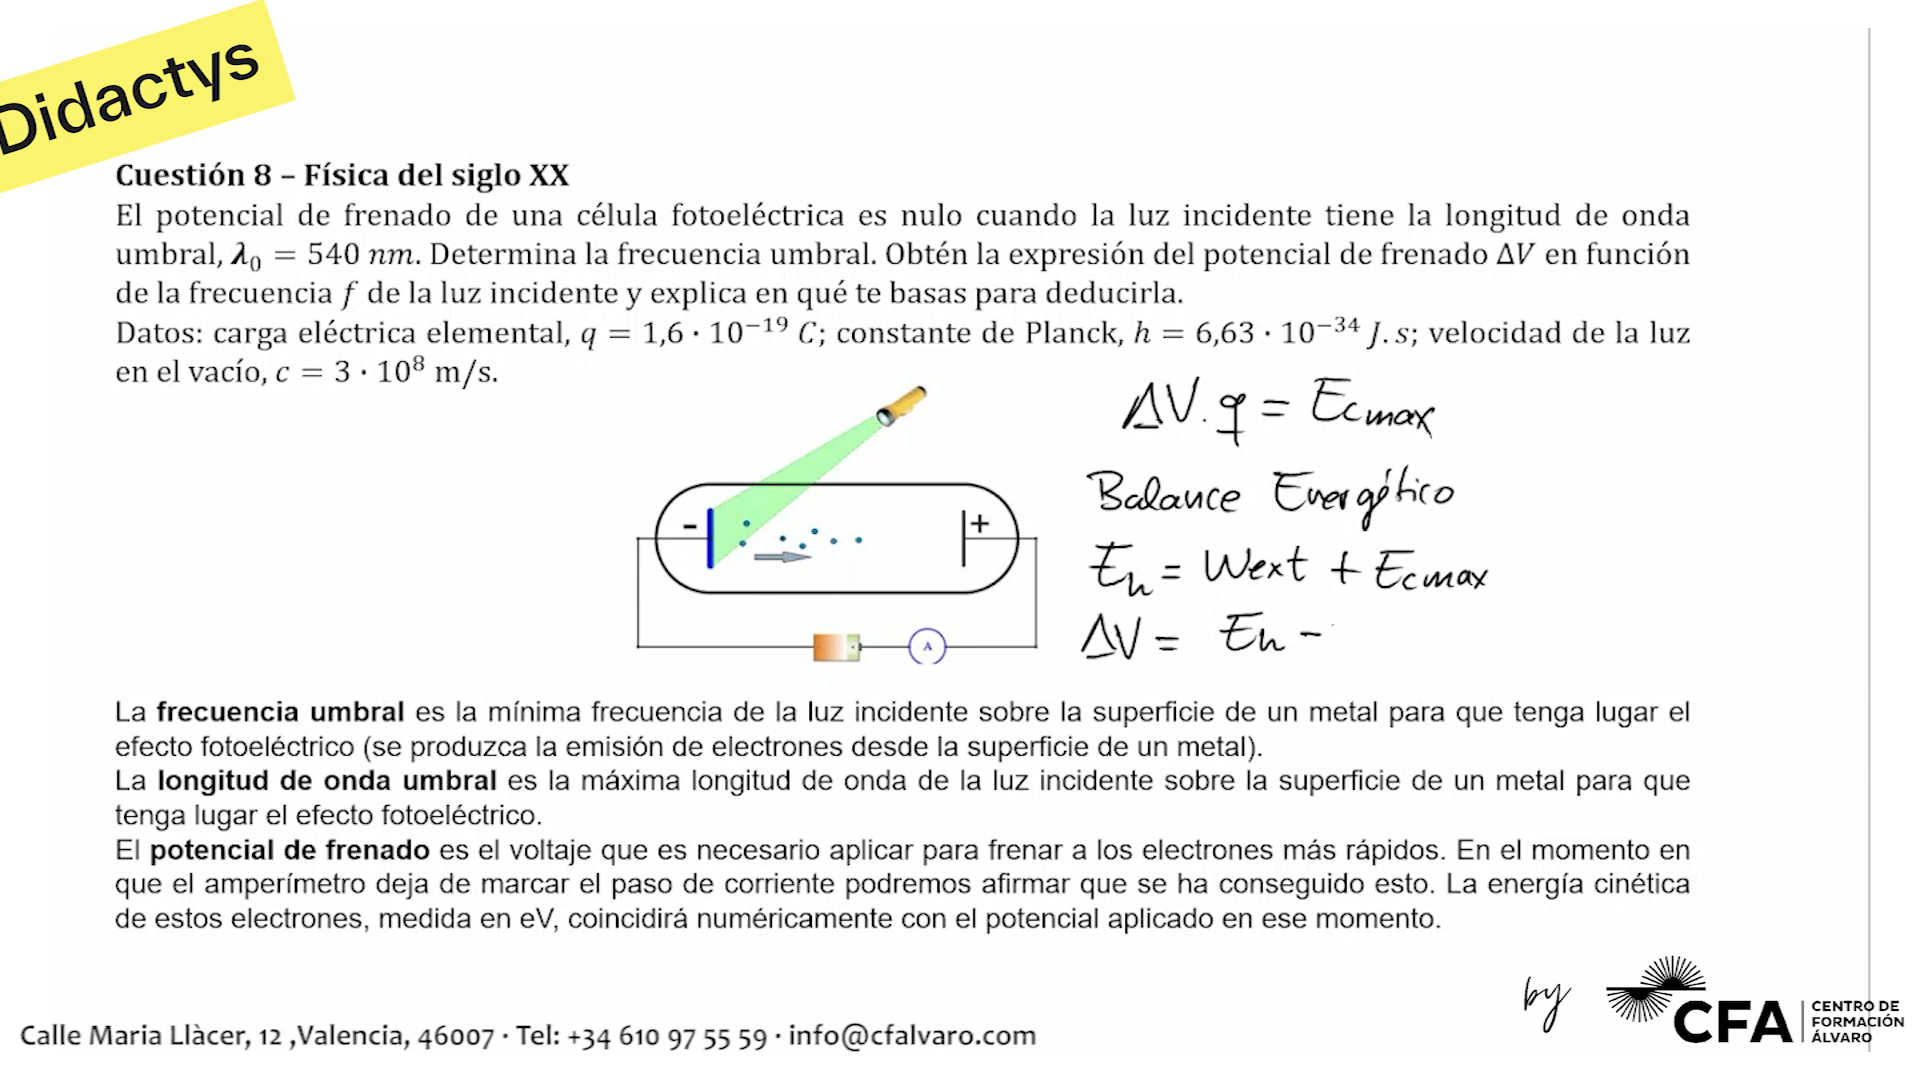 Didactys
Cuestión 8 – Física del siglo XX
El potencial de frenado de una célula fotoeléctrica es nulo cuando la luz incidente tiene la longitud de onda
umbral, λ₀ = 540 nm. Determina la frecuencia umbral. Obtén la expresión del potencial de frenado ΔV en función
de la frecuencia f de la luz incidente y explica en qué te basas para deducirla.
Datos: carga eléctrica elemental, q = 1,6 · 10⁻¹⁹ C; constante de Planck, h = 6,63 · 10⁻³⁴ J. s; velocidad de la luz
en el vacío, c = 3 · 10⁸ m/s.
ΔV. q = Ecmax
Balance Energético
Eh = Wext + Ecmax
ΔV = Eh -
- +
A
La frecuencia umbral es la mínima frecuencia de la luz incidente sobre la superficie de un metal para que tenga lugar el
efecto fotoeléctrico (se produzca la emisión de electrones desde la superficie de un metal).
La longitud de onda umbral es la máxima longitud de onda de la luz incidente sobre la superficie de un metal para que
tenga lugar el efecto fotoeléctrico.
El potencial de frenado es el voltaje que es necesario aplicar para frenar a los electrones más rápidos. En el momento en
que el amperímetro deja de marcar el paso de corriente podremos afirmar que se ha conseguido esto. La energía cinética
de estos electrones, medida en eV, coincidirá numéricamente con el potencial aplicado en ese momento.
by
CFA
CENTRO DE
FORMACIÓN
ÁLVARO
Calle Maria Llàcer, 12 ,Valencia, 46007 · Tel: +34 610 97 55 59 · info@cfalvaro.com